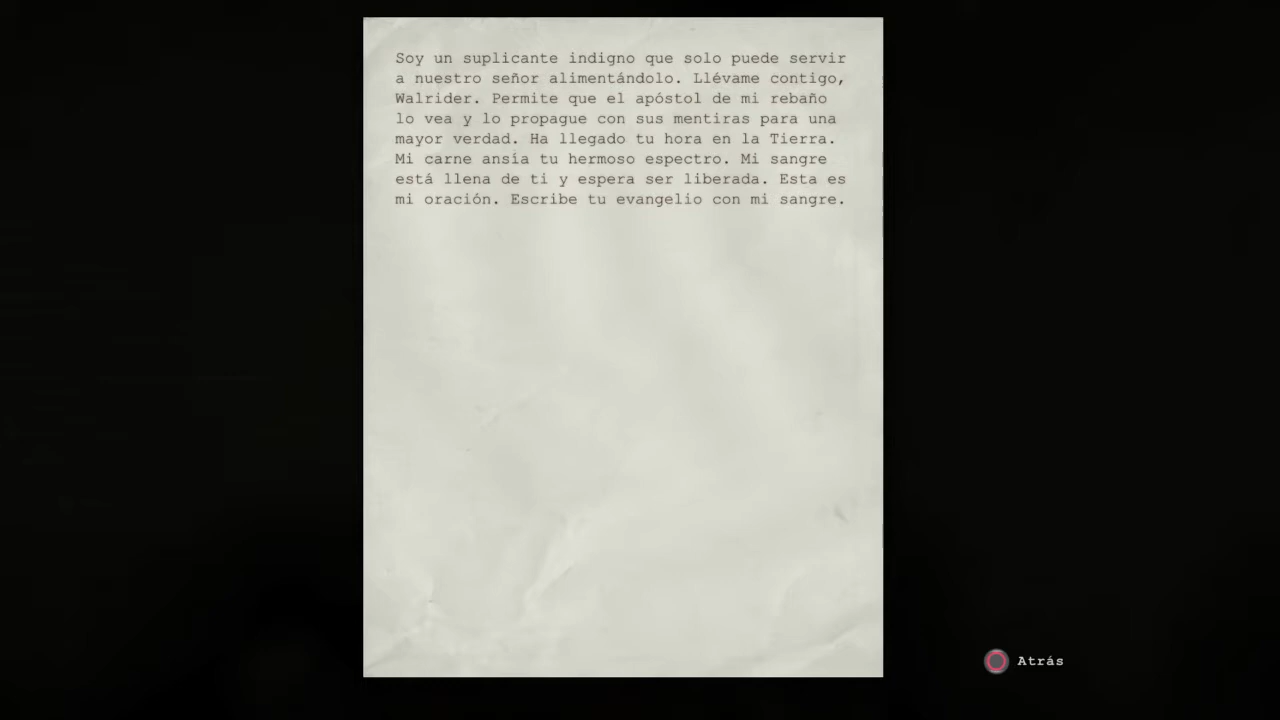 Soy un suplicante indigno que solo puede servir
a nuestro señor alimentándolo. Llévame contigo,
Walrider. Permite que el apóstol de mi rebaño
lo vea y lo propague con sus mentiras para una
mayor verdad. Ha llegado tu hora en la Tierra.
Mi carne ansía tu hermoso espectro. Mi sangre
está llena de ti y espera ser liberada. Esta es
mi oración. Escribe tu evangelio con mi sangre.
Atrás